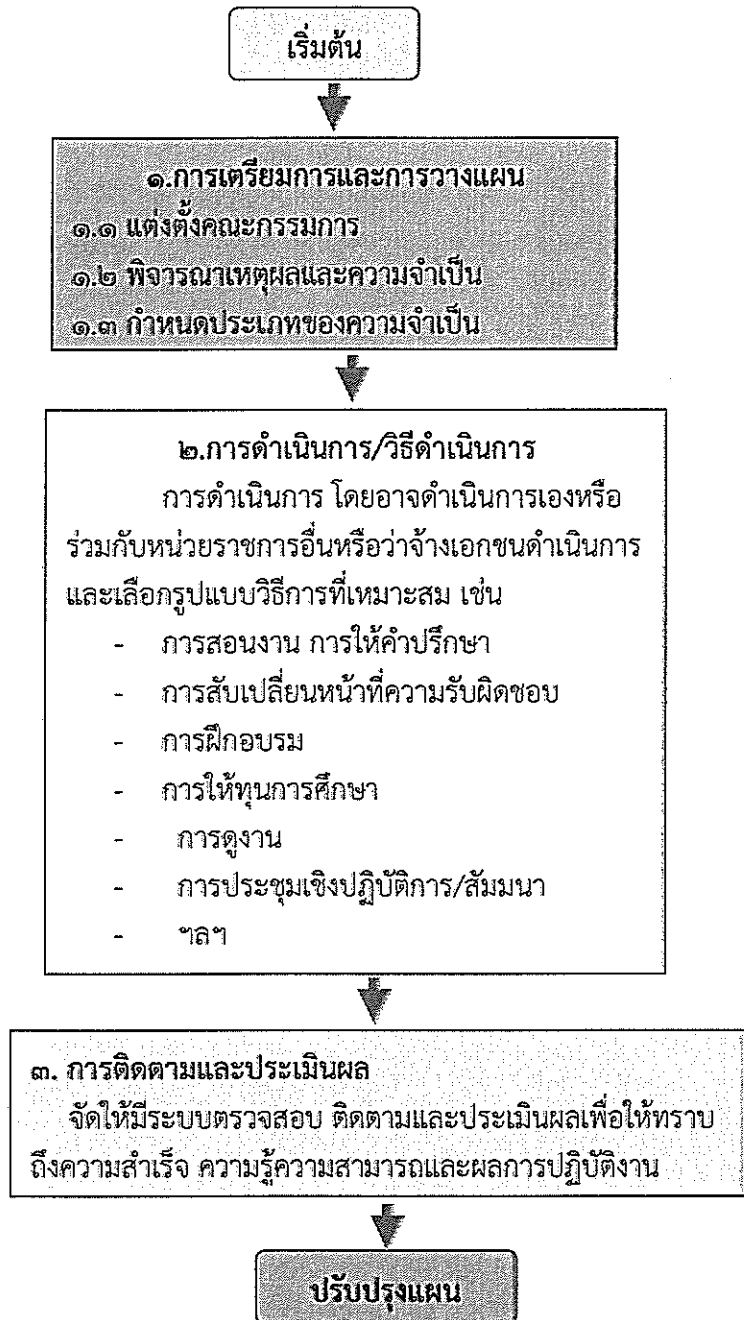 เริ่มต้น
๑.การเตรียมการและการวางแผน
๑.๑ แต่งตั้งคณะกรรมการ
๑.๒ พิจารณาเหตุผลและความจำเป็น
๑.๓ กำหนดประเภทของความจำเป็น
๒.การดำเนินการ/วิธีดำเนินการ
การดำเนินการ โดยอาจดำเนินการเองหรือ
ร่วมกับหน่วยราชการอื่นหรือว่าจ้างเอกชนดำเนินการ
และเลือกรูปแบบวิธีการที่เหมาะสม เช่น
- การสอนงาน การให้คำปรึกษา
- การสับเปลี่ยนหน้าที่ความรับผิดชอบ
- การฝึกอบรม
- การให้ทุนการศึกษา
- การดูงาน
- การประชุมเชิงปฏิบัติการ/สัมมนา
- ฯลฯ
๓. การติดตามและประเมินผล
จัดให้มีระบบตรวจสอบ ติดตามและประเมินผลเพื่อให้ทราบ
ถึงความสำเร็จ ความรู้ความสามารถและผลการปฏิบัติงาน
ปรับปรุงแผน